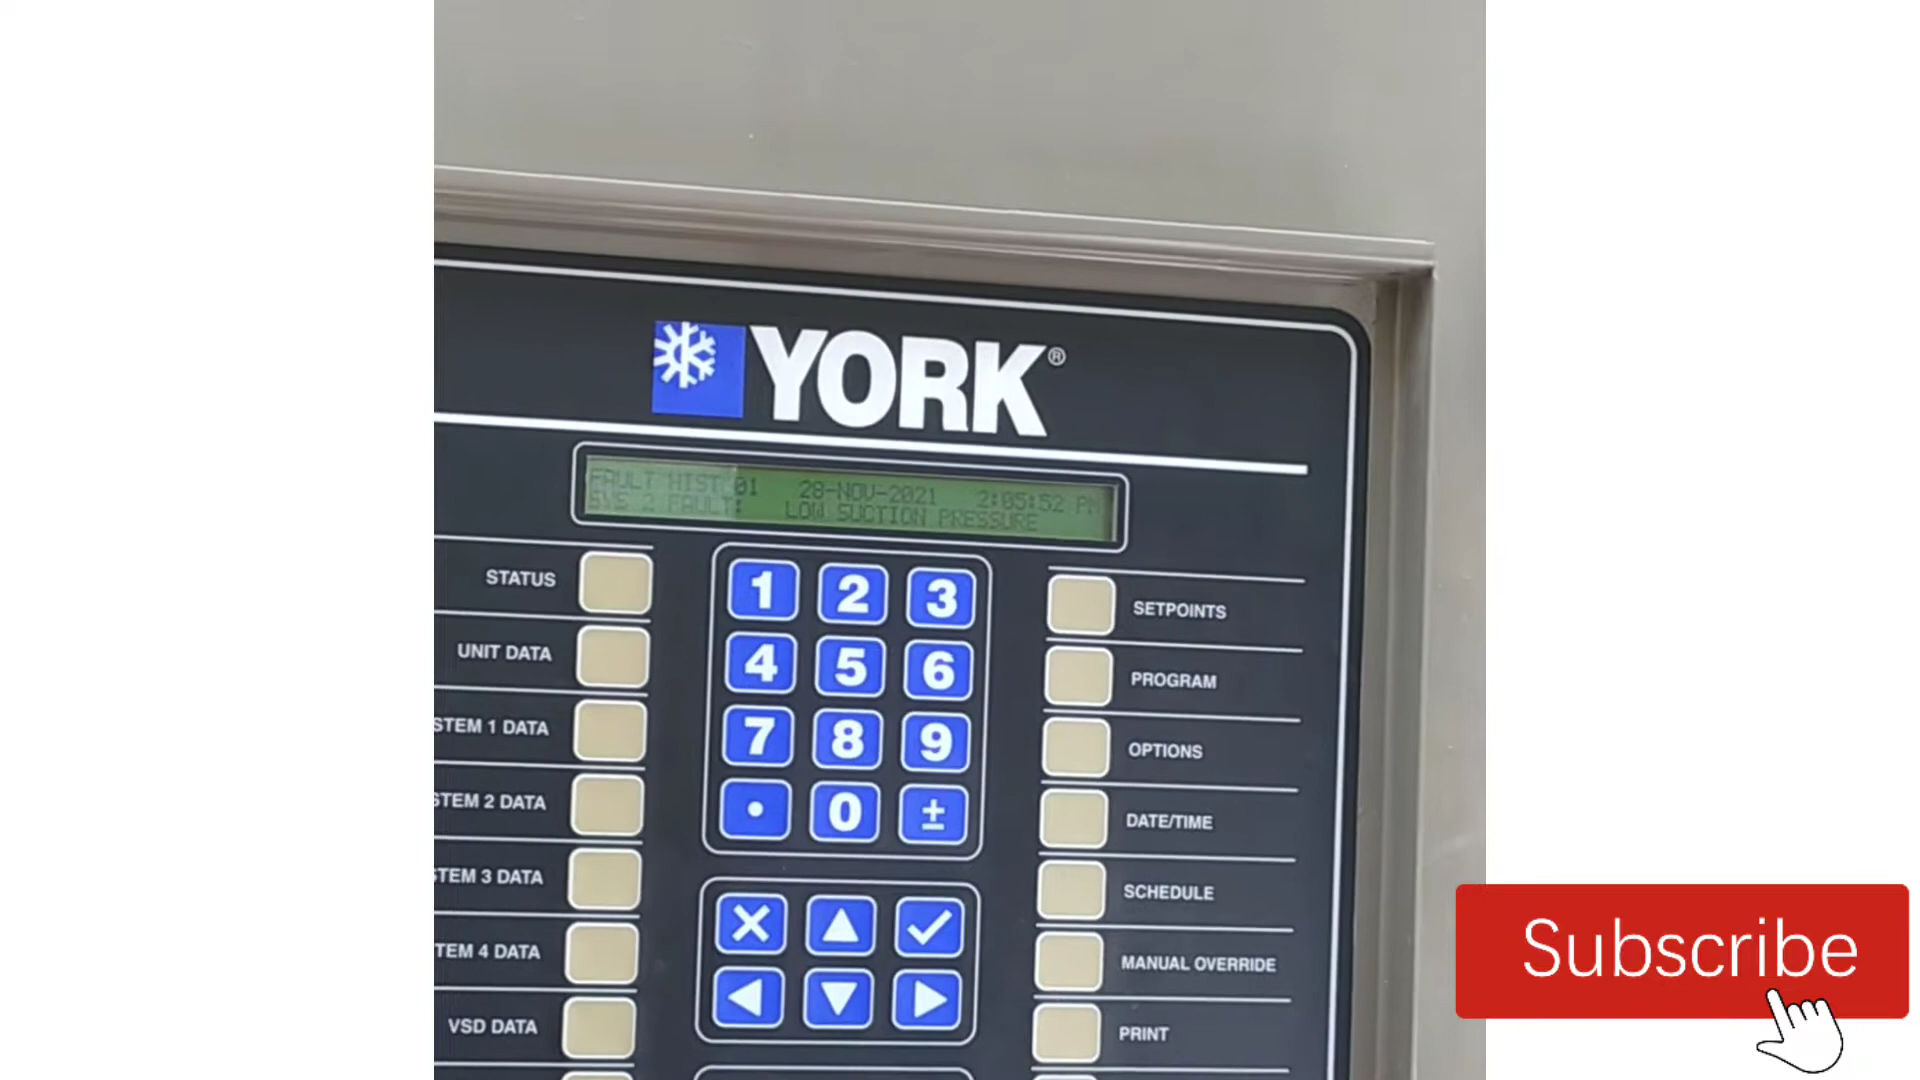 YORK®
FAULT HIST 01 28-NOV-2021 2:05:52 PM
SYS 2 FAULT: LOW SUCTION PRESSURE
STATUS
UNIT DATA
STEM 1 DATA
STEM 2 DATA
STEM 3 DATA
TEM 4 DATA
VSD DATA
1 2 3
4 5 6
7 8 9
• 0 ±
SETPOINTS
PROGRAM
OPTIONS
DATE/TIME
SCHEDULE
MANUAL OVERRIDE
PRINT
Subscribe